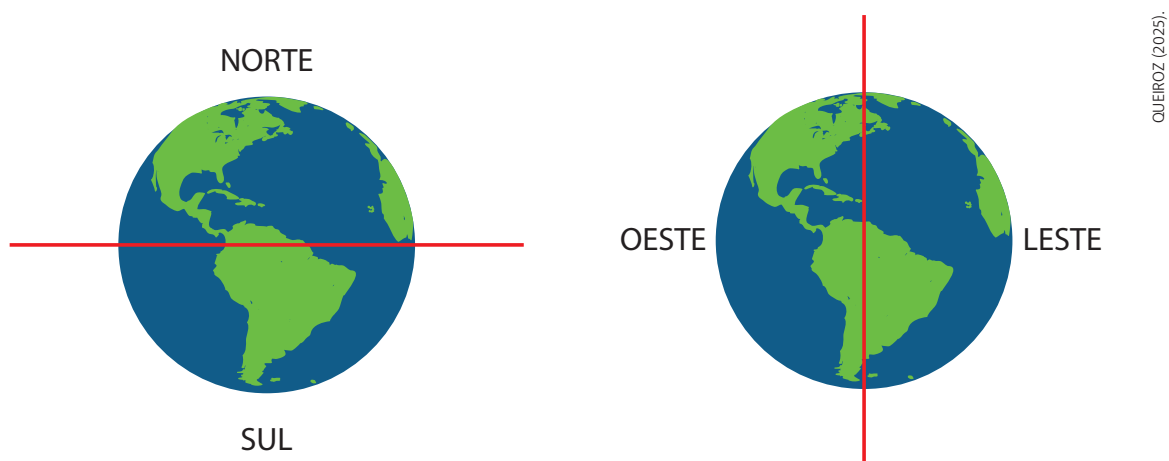 NORTE
SUL
OESTE
LESTE
QUEIROZ (2025).